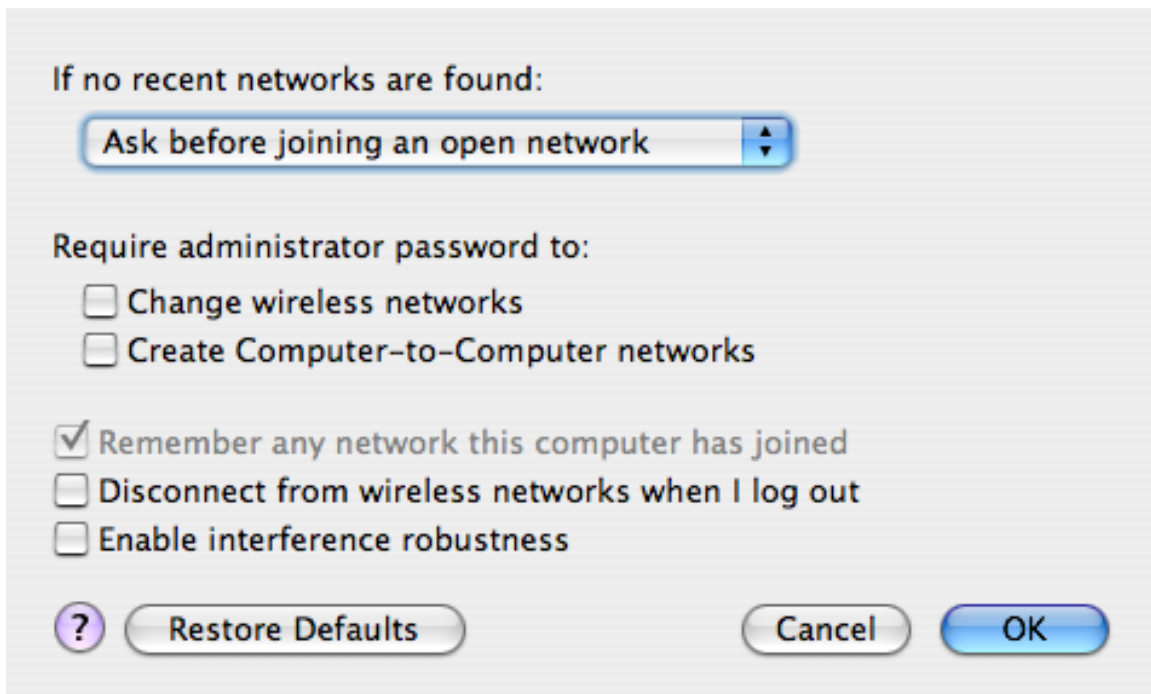 If no recent networks are found:
Ask before joining an open network
Require administrator password to:
Change wireless networks
Create Computer-to-Computer networks
Remember any network this computer has joined
Disconnect from wireless networks when I log out
Enable interference robustness
? Restore Defaults Cancel OK